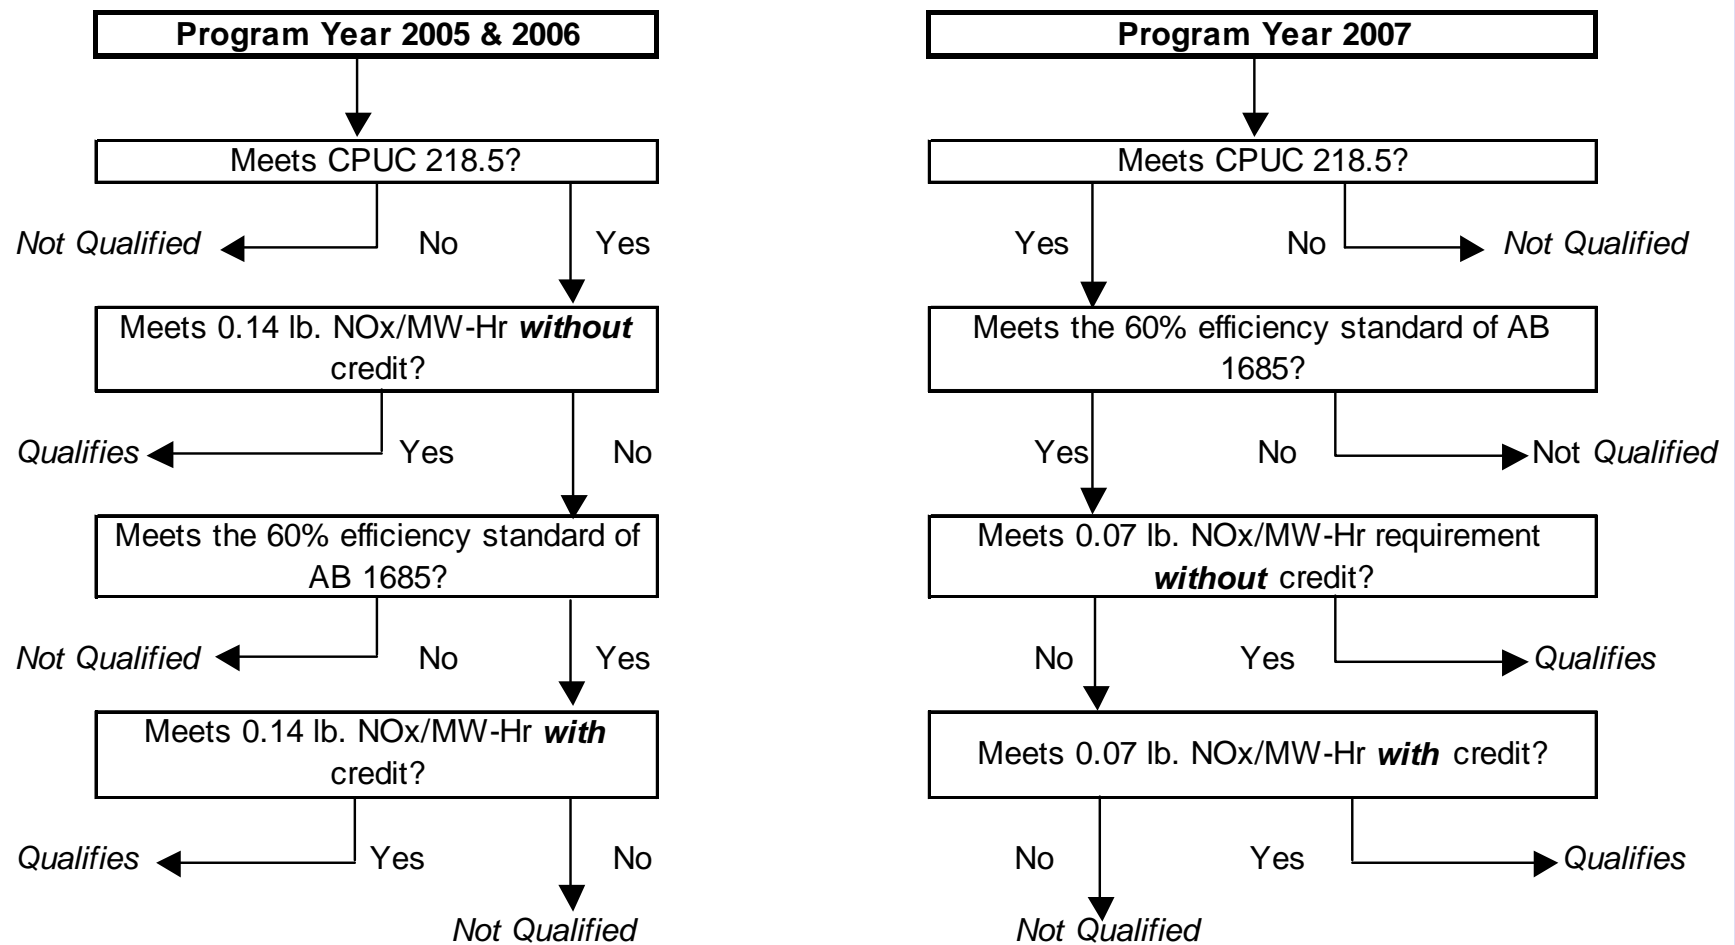 Program Year 2005 & 2006
Meets CPUC 218.5?
Not Qualified No Yes
Meets 0.14 lb. NOx/MW-Hr without
credit?
Qualifies Yes No
Meets the 60% efficiency standard of
AB 1685?
Not Qualified No Yes
Meets 0.14 lb. NOx/MW-Hr with
credit?
Qualifies Yes No
Not Qualified
Program Year 2007
Meets CPUC 218.5?
Yes No Not Qualified
Meets the 60% efficiency standard of AB
1685?
Yes No Not Qualified
Meets 0.07 lb. NOx/MW-Hr requirement
without credit?
No Yes Qualifies
Meets 0.07 lb. NOx/MW-Hr with credit?
No Yes Qualifies
Not Qualified